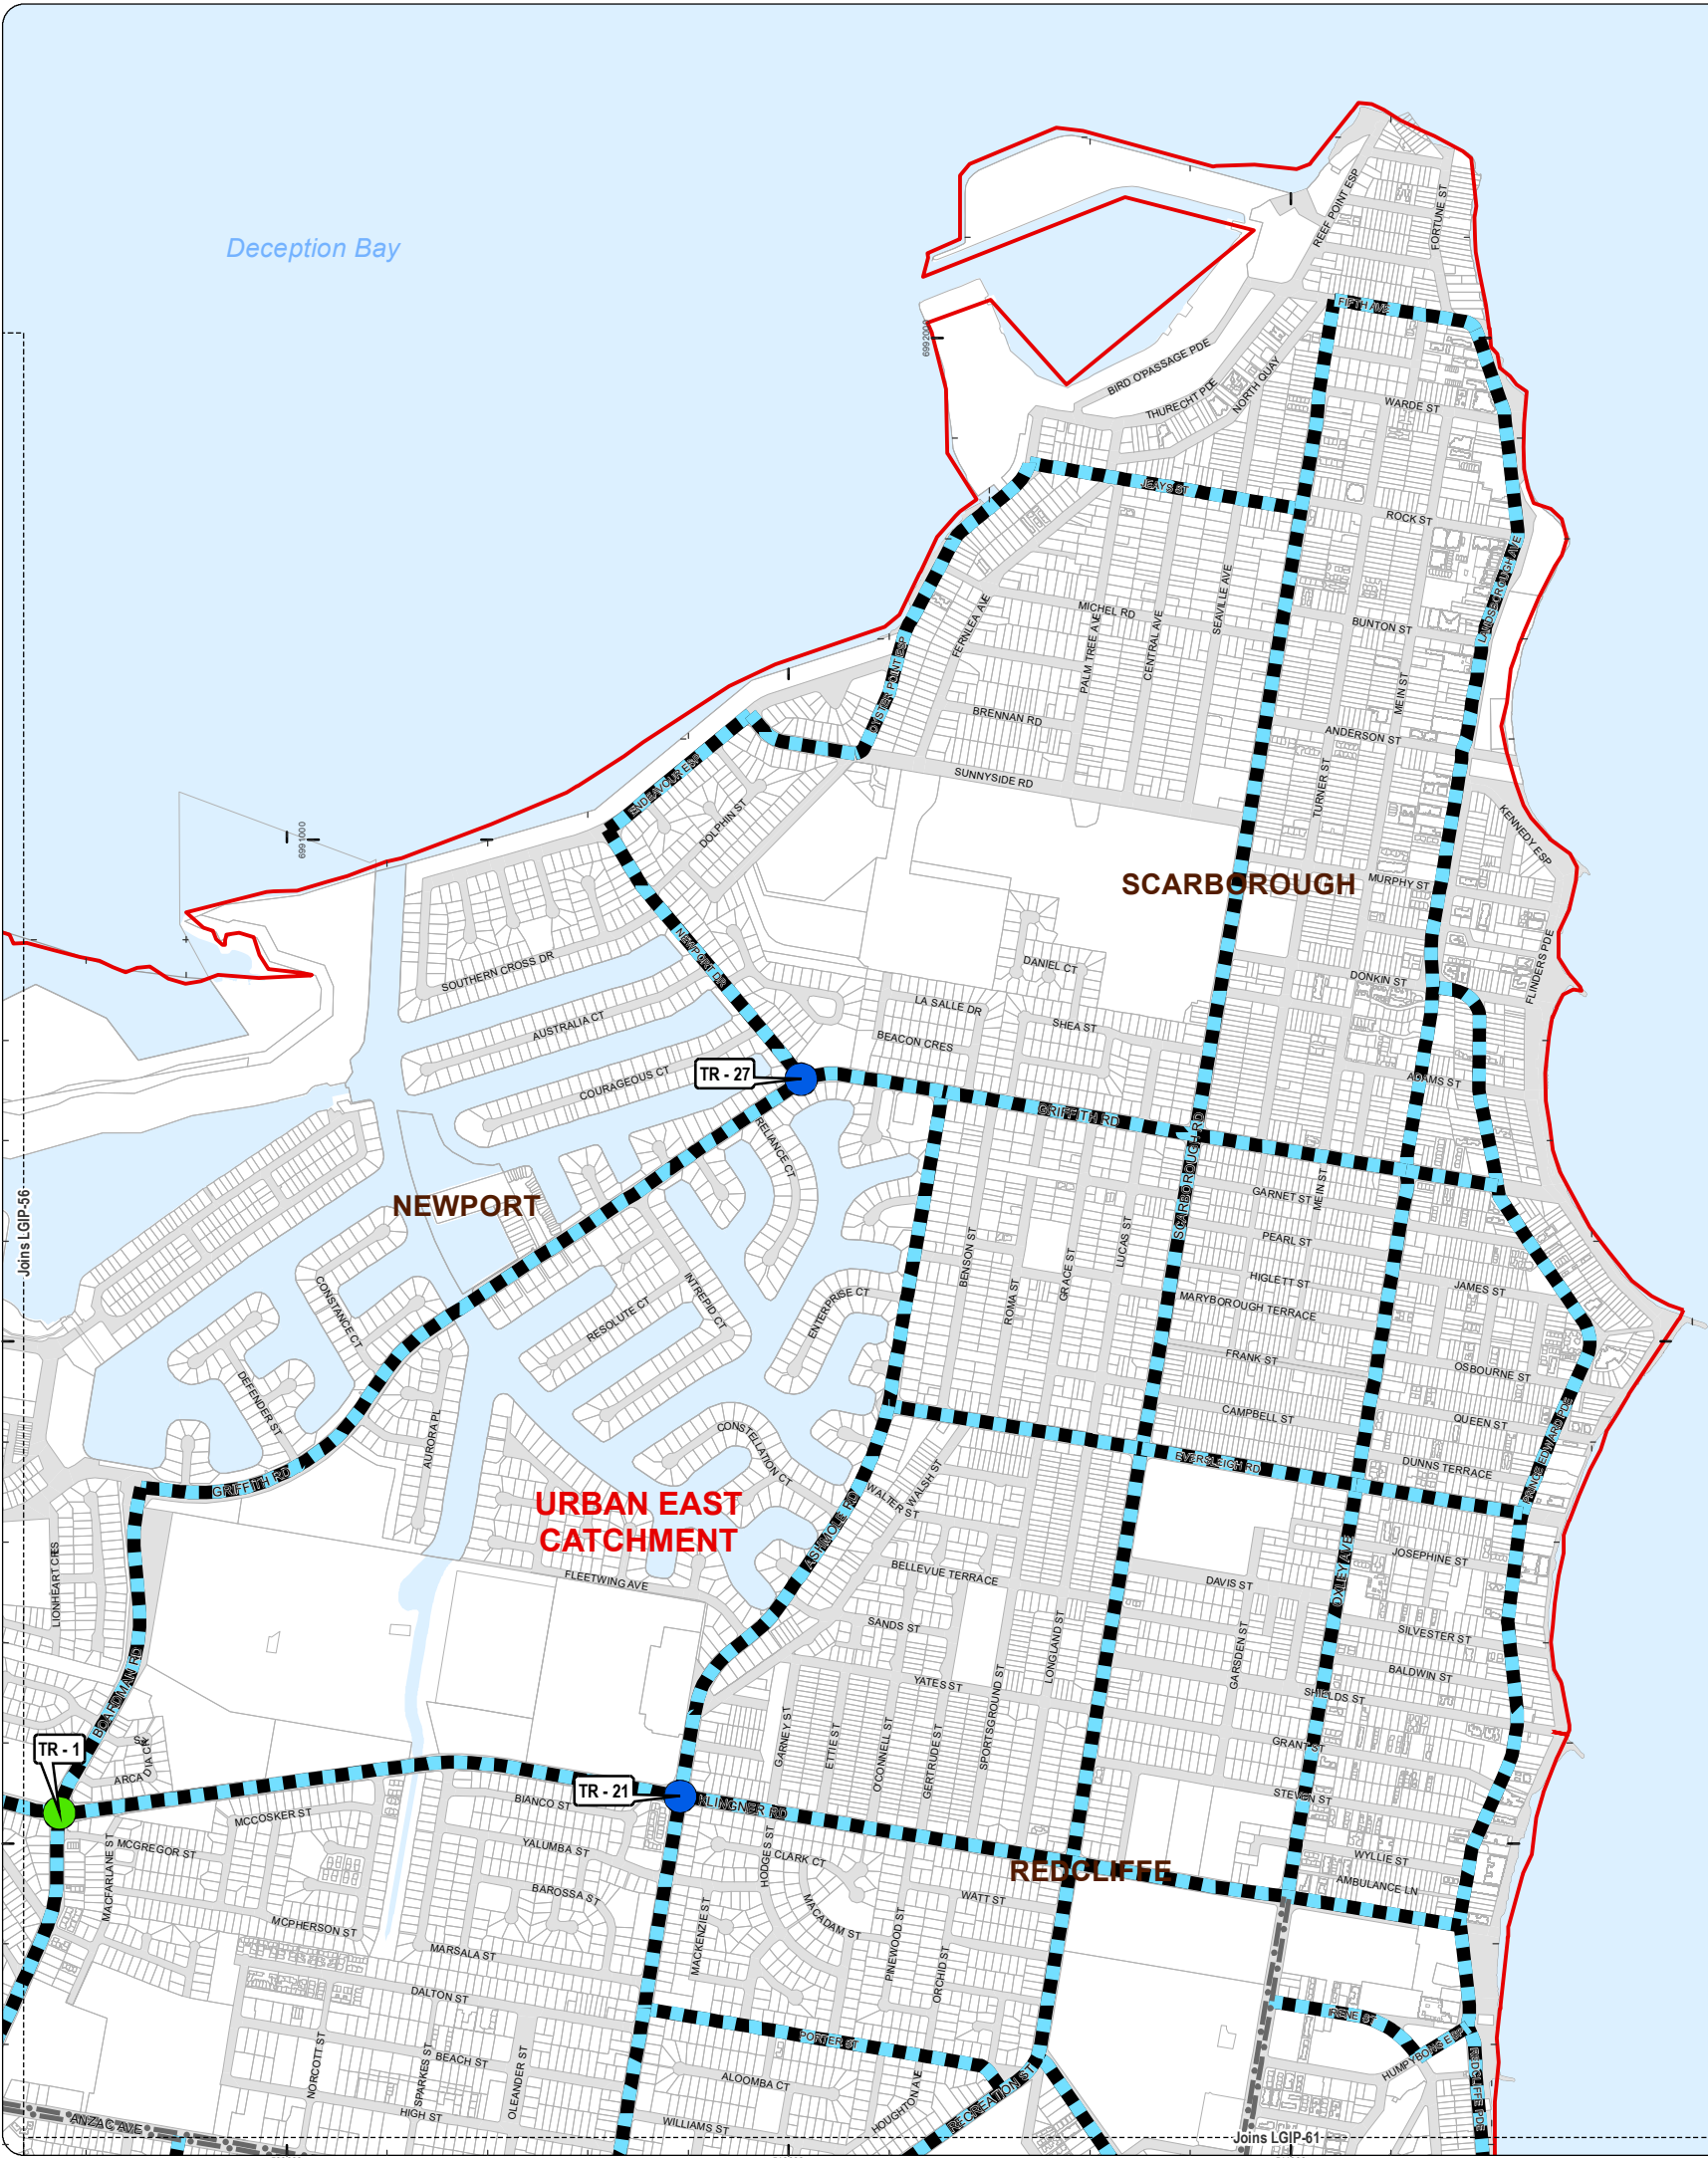 REEF POINT ESP
FORTUNE ST
Deception Bay
FIFTH AVE
6992000
BIRD O'PASSAGE PDE
THURECHT PDE
NORTH QUAY
WARDE ST
JEAYS ST
ROCK ST
LANDSBOROUGH AVE
MICHEL RD
FERNLEA AVE
PALM TREE AVE
CENTRAL AVE
SEAVILLE AVE
BUNTON ST
OYSTER POINT ESP
MEIN ST
BRENNAN RD
ANDERSON ST
SUNNYSIDE RD
ENDEAVOUR ESP
DOLPHIN ST
TURNER ST
KENNEDY ESP
6991000
SCARBOROUGH
MURPHY ST
NEWPORT DR
SOUTHERN CROSS DR
DANIEL CT
DONKIN ST
FLINDERS PDE
LA SALLE DR
AUSTRALIA CT
SHEA ST
BEACON CRES
COURAGEOUS CT
TR - 27
ADAMS ST
GRIFFITH RD
RELIANCE CT
SCARBOROUGH RD
Joins LGIP-56
NEWPORT
GARNET ST
MEIN ST
BENSON ST
LUCAS ST
PEARL ST
GRACE ST
ROMA ST
HIGLETT ST
JAMES ST
MARYBOROUGH TERRACE
CONSTANCE CT
RESOLUTE CT
INTREPID CT
ENTERPRISE CT
FRANK ST
OSBOURNE ST
DEFENDER ST
AURORA PL
CAMPBELL ST
QUEEN ST
PRINCE EDWARD PDE
CONSTELLATION CT
EVERSLEIGH RD
DUNNS TERRACE
GRIFFITH RD
WALTER ST
WALSH ST
URBAN EAST
CATCHMENT
ASHMOLE RD
LIONHEART CRES
FLEETWING AVE
BELLEVUE TERRACE
DAVIS ST
JOSEPHINE ST
OXLEY AVE
SANDS ST
LONGLAND ST
GARSDEN ST
SILVESTER ST
BOARDMAN RD
YATES ST
BALDWIN ST
SHIELDS ST
TR - 1
GARNEY ST
ETTIE ST
O'CONNELL ST
GERTRUDE ST
SPORTSGROUND ST
GRANT ST
TR - 21
KLINGNER RD
STEVEN ST
BIANCO ST
MCCOSKER ST
MCGREGOR ST
MACFARLANE ST
YALUMBA ST
HODGES ST
CLARK CT
REDCLIFFE
WYLLIE ST
AMBULANCE LN
BAROSSA ST
WATT ST
MACADAM ST
MCPHERSON ST
MACKENZIE ST
PINEWOOD ST
ORCHID ST
MARSALA ST
DALTON ST
IRENE ST
PORTER ST
NORCOTT ST
SPARKES ST
BEACH ST
OLEANDER ST
ALOOMBA CT
HUMPYBONG ESP
REDCLIFFE PDE
HIGH ST
ANZAC AVE
WILLIAMS ST
HOUGHTON AVE
RECREATION ST
Joins LGIP-61